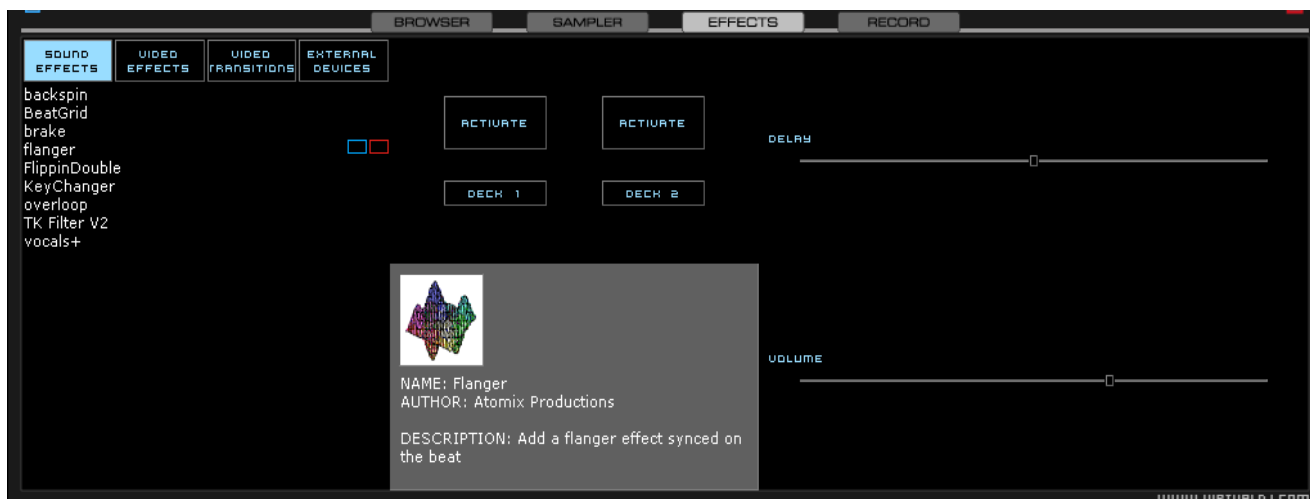 BROWSER SAMPLER EFFECTS RECORD
SOUND EFFECTS
VIDEO EFFECTS
VIDEO TRANSITIONS
EXTERNAL DEVICES
backspin
BeatGrid
brake
flanger
FlippinDouble
KeyChanger
overloop
TK Filter V2
vocals+
ACTIVATE ACTIVATE
DECK 1 DECK 2
DELAY
NAME: Flanger
AUTHOR: Atomix Productions
DESCRIPTION: Add a flanger effect synced on
the beat
VOLUME